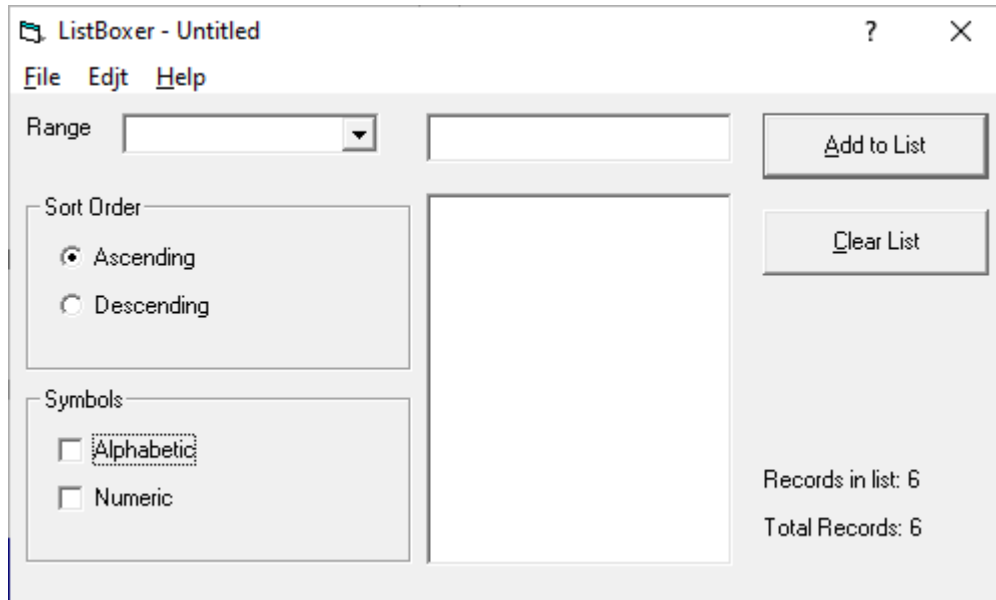 ListBoxer - Untitled
?
File Edjt Help
Range
Add to List
Sort Order
Ascending
Descending
Clear List
Symbols
Alphabetic
Numeric
Records in list: 6
Total Records: 6